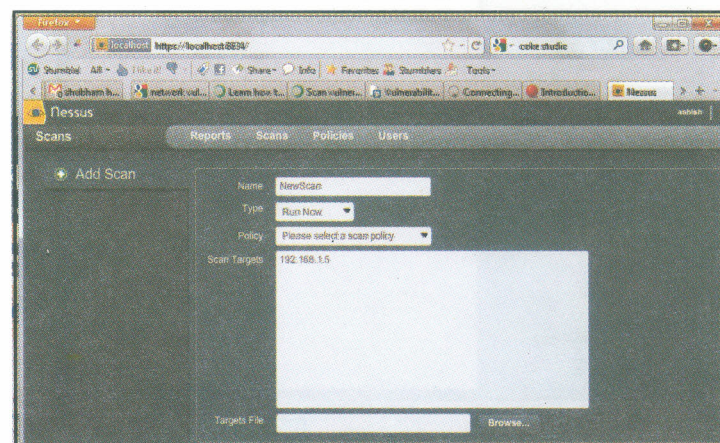 Firefox
localhost https://localhost:8834/
coke studio
Stumble! All I like it! Share Info Favorites Stumblers Tools
shubham h... network vul... Learn how t... Scan vulner... Vulnerabilit... Connecting... Introductio... Nessus
Nessus
ashish
Scans Reports Scans Policies Users
Add Scan
Name NewScan
Type Run Now
Policy Please select a scan policy
Scan Targets 192.168.1.5
Targets File Browse...